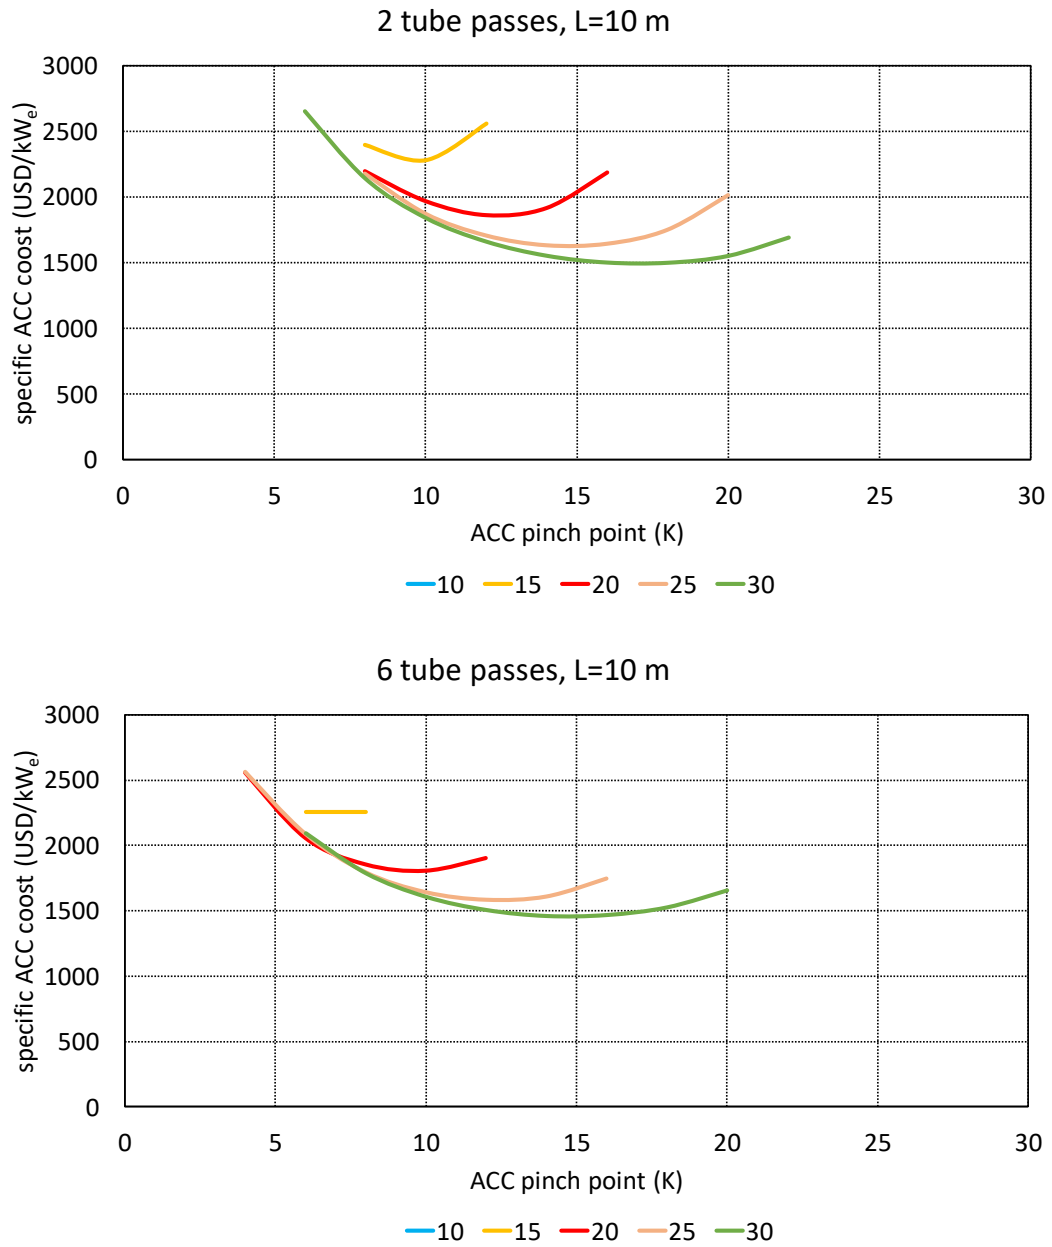 2 tube passes, L=10 m
specific ACC coost (USD/kWe)
3000
2500
2000
1500
1000
500
0
0 5 10 15 20 25 30
ACC pinch point (K)
10 15 20 25 30
6 tube passes, L=10 m
specific ACC coost (USD/kWe)
3000
2500
2000
1500
1000
500
0
0 5 10 15 20 25 30
ACC pinch point (K)
10 15 20 25 30